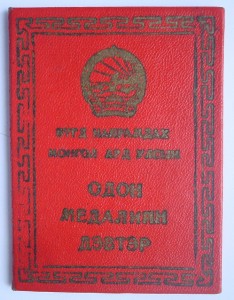 БҮГД НАЙРАМДАХ
МОНГОЛ АРД УЛСЫН
ОДОН
МЕДАЛИЙН
ДЭВТЭР